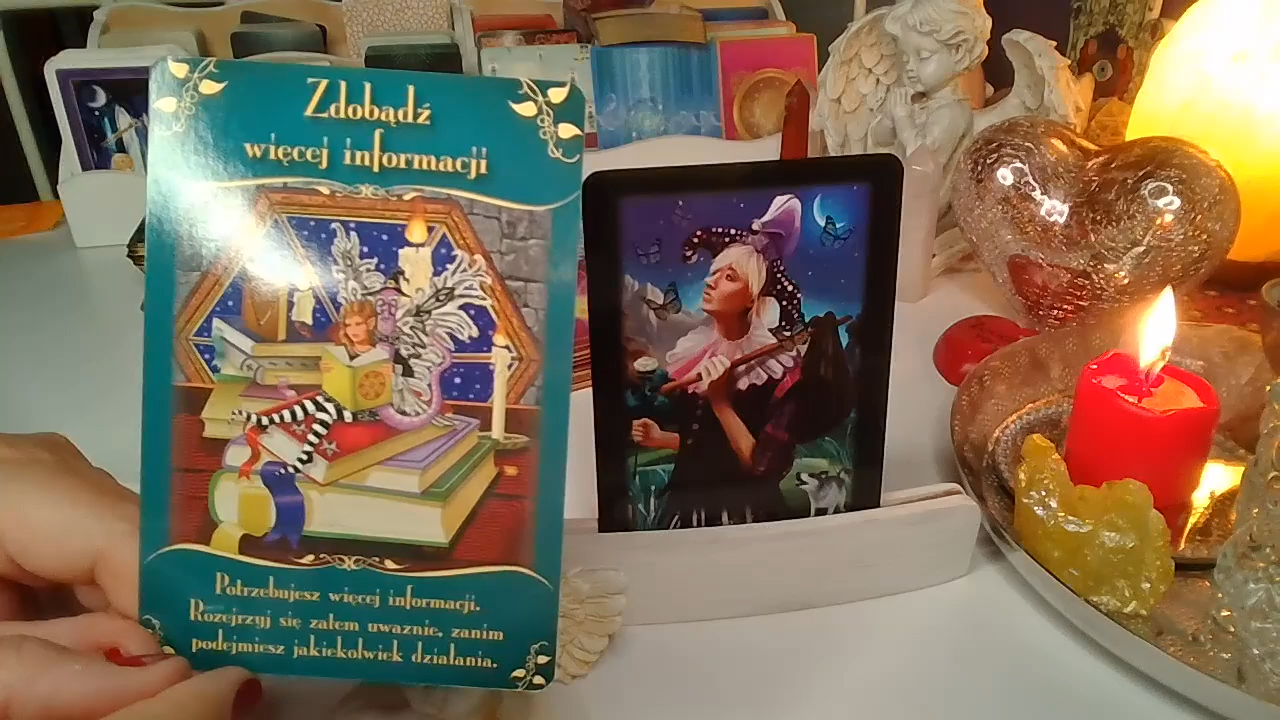 Zdobądź
więcej informacji
Potrzebujesz więcej informacji.
Rozejrzyj się zatem uważnie, zanim
podejmiesz jakiekolwiek działania.